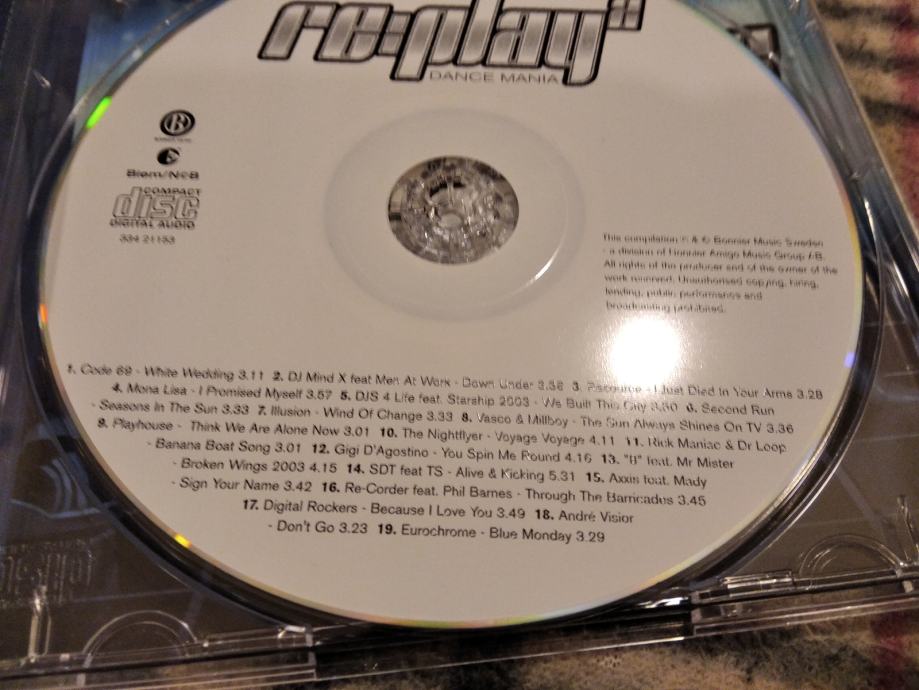 re:play
DANCE MANIA
Biem/NCB
COMPACT
disc
DIGITAL AUDIO
334 21153
This compilation ℗ & © Bonnier Music Sweden
- a division of Bonnier Amigo Music Group AB.
All rights of the producer and of the owner of the
work reserved. Unauthorised copying, hiring,
lending, public performance and
broadcasting prohibited.
1. Code 69 - White Wedding 3.11 2. DJ Mind X feat Men At Work - Down Under 3.38 3. - I Just Died In Your Arms 3.28
4. Mona Lisa - I Promised Myself 3.57 5. DJS 4 Life feat. Starship 2003 - We Built This City 3.50 6. Second Run
- Seasons In The Sun 3.33 7. Illusion - Wind Of Change 3.33 8. Vasco & Millboy - The Sun Always Shines On TV 3.36
9. Playhouse - Think We Are Alone Now 3.01 10. The Nightflyer - Voyage Voyage 4.11 11. Rick Maniac & Dr Loop
- Banana Boat Song 3.01 12. Gigi D'Agostino - You Spin Me Round 4.16 13. "B" feat. Mr Mister
- Broken Wings 2003 4.15 14. SDT feat TS - Alive & Kicking 5.31 15. Axxis feat. Mady
- Sign Your Name 3.42 16. Re-Corder feat. Phil Barnes - Through The Barricades 3.45
17. Digital Rockers - Because I Love You 3.49 18. André Visior
- Don't Go 3.23 19. Eurochrome - Blue Monday 3.29